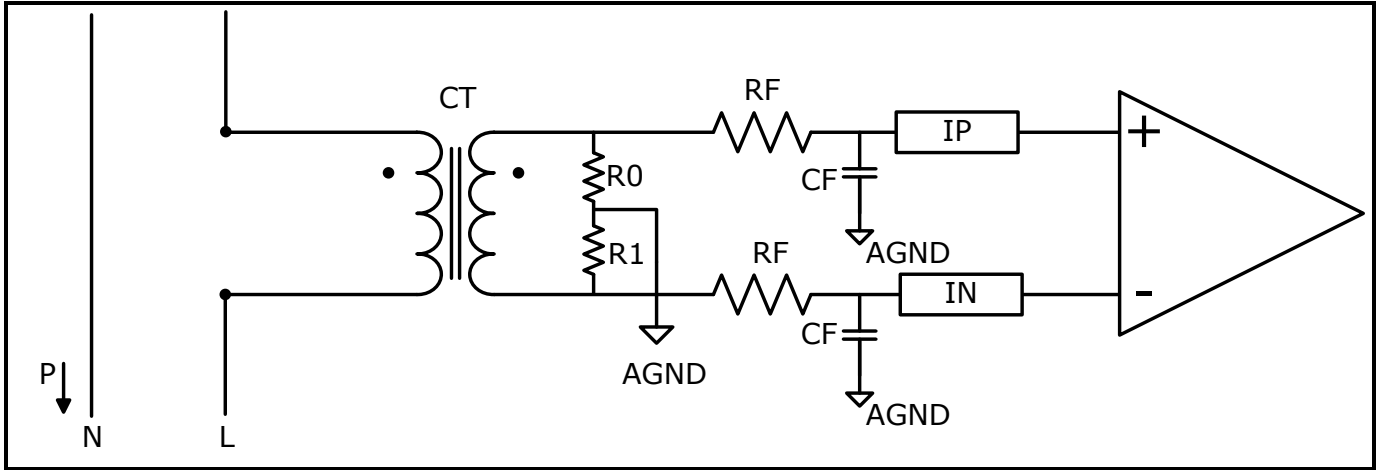 RF
CT
IP
+
R0
CF
AGND
RF
R1
IN
-
CF
AGND
P
AGND
N
L